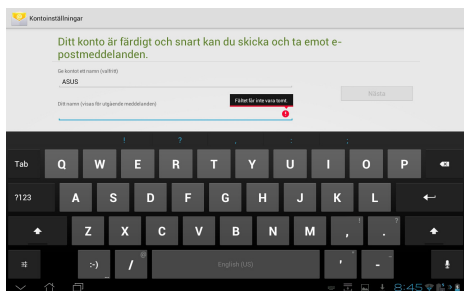 Kontoinställningar
Ditt konto är färdigt och snart kan du skicka och ta emot e-
postmeddelanden.
Ge kontot ett namn (valfritt)
ASUS
Ditt namn (visas för utgående meddelanden)
Fältet får inte vara tomt.
Nästa
! ? , : ;
Tab Q W E R T Y U I O P
?123 A S D F G H J K L
Z X C V B N M , ! . ?
:-) / @ English (US) ' " - _
8:45